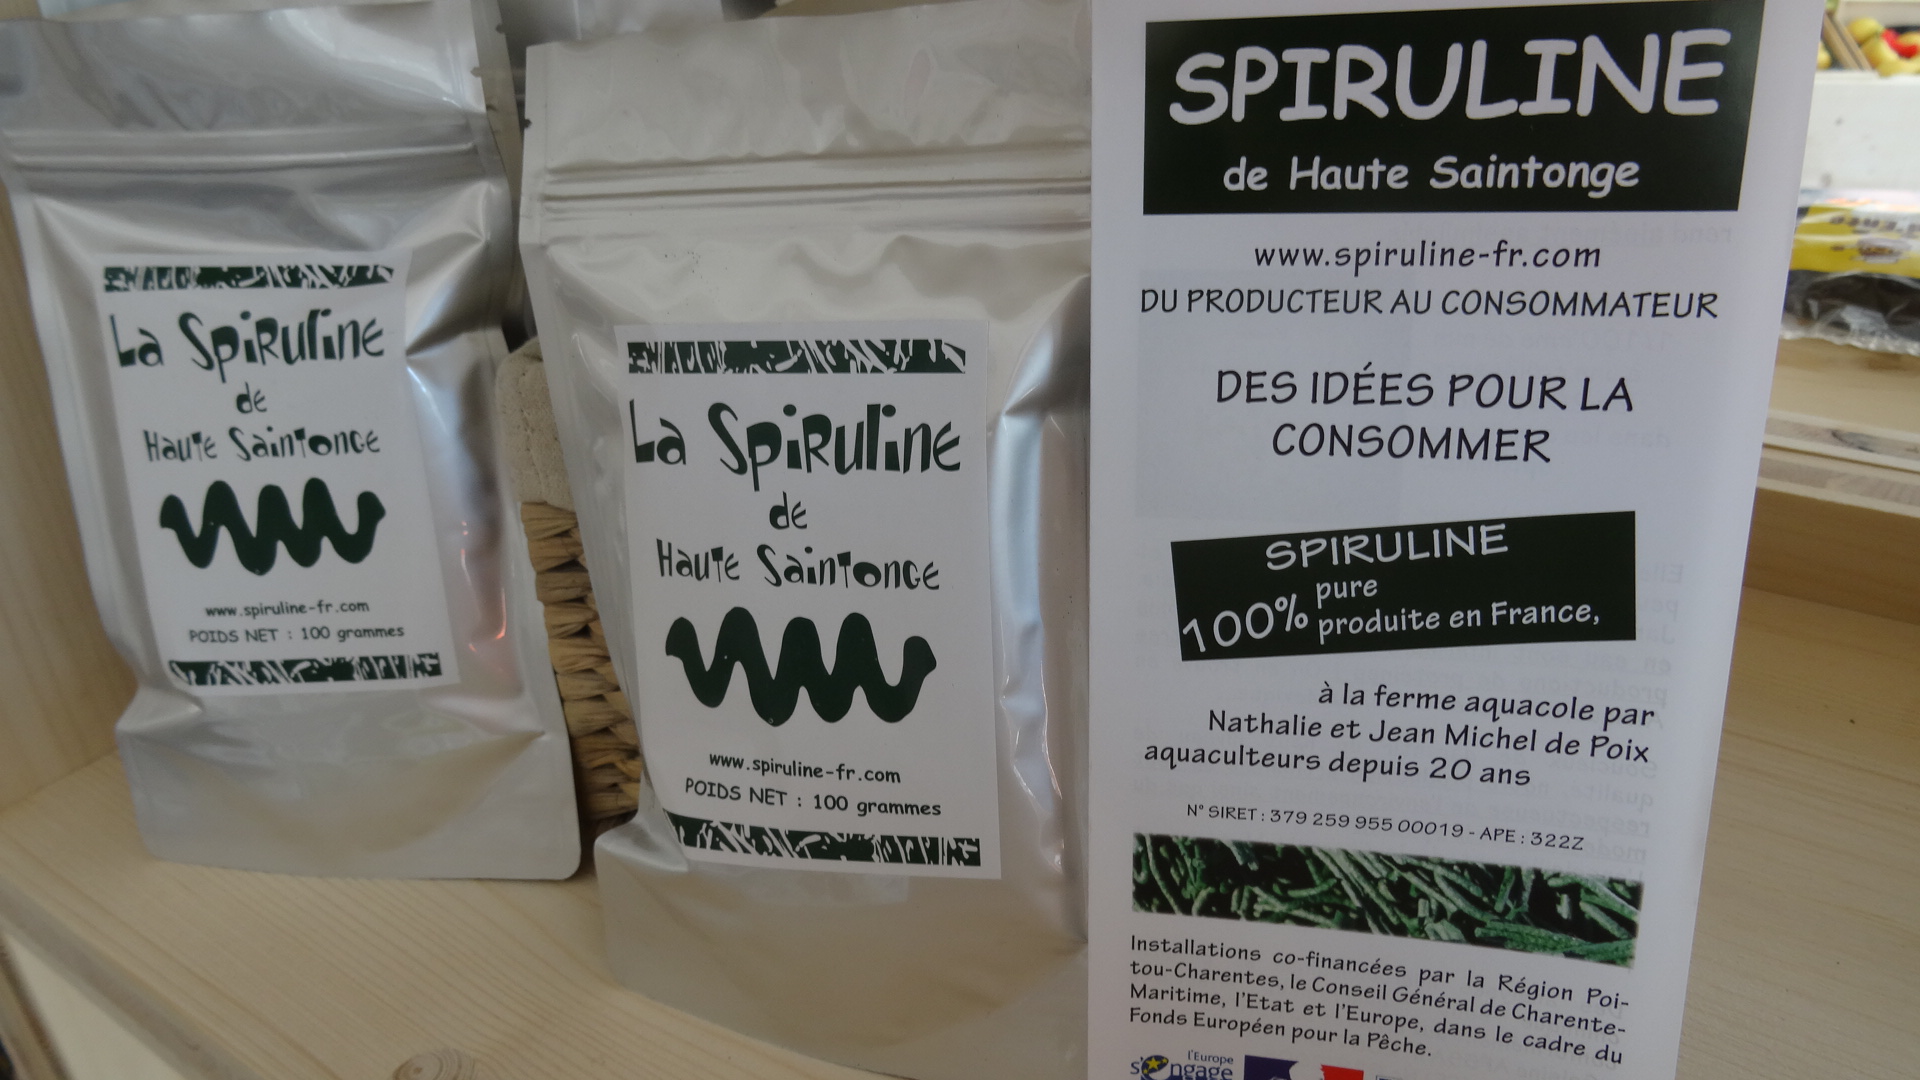 La Spiruline
de
Haute Saintonge
www.spiruline-fr.com
POIDS NET : 100 grammes
La Spiruline
de
Haute Saintonge
www.spiruline-fr.com
POIDS NET : 100 grammes
SPIRULINE
de Haute Saintonge
www.spiruline-fr.com
DU PRODUCTEUR AU CONSOMMATEUR
DES IDÉES POUR LA
CONSOMMER
SPIRULINE
pure
100% produite en France,
à la ferme aquacole par
Nathalie et Jean Michel de Poix
aquaculteurs depuis 20 ans
N° SIRET : 379 259 955 00019 - APE : 322Z
Installations co-financées par la Région Poi-
tou-Charentes, le Conseil Général de Charente-
Maritime, l'Etat et l'Europe, dans le cadre du
Fonds Européen pour la Pêche.
l'Europe
s'engage